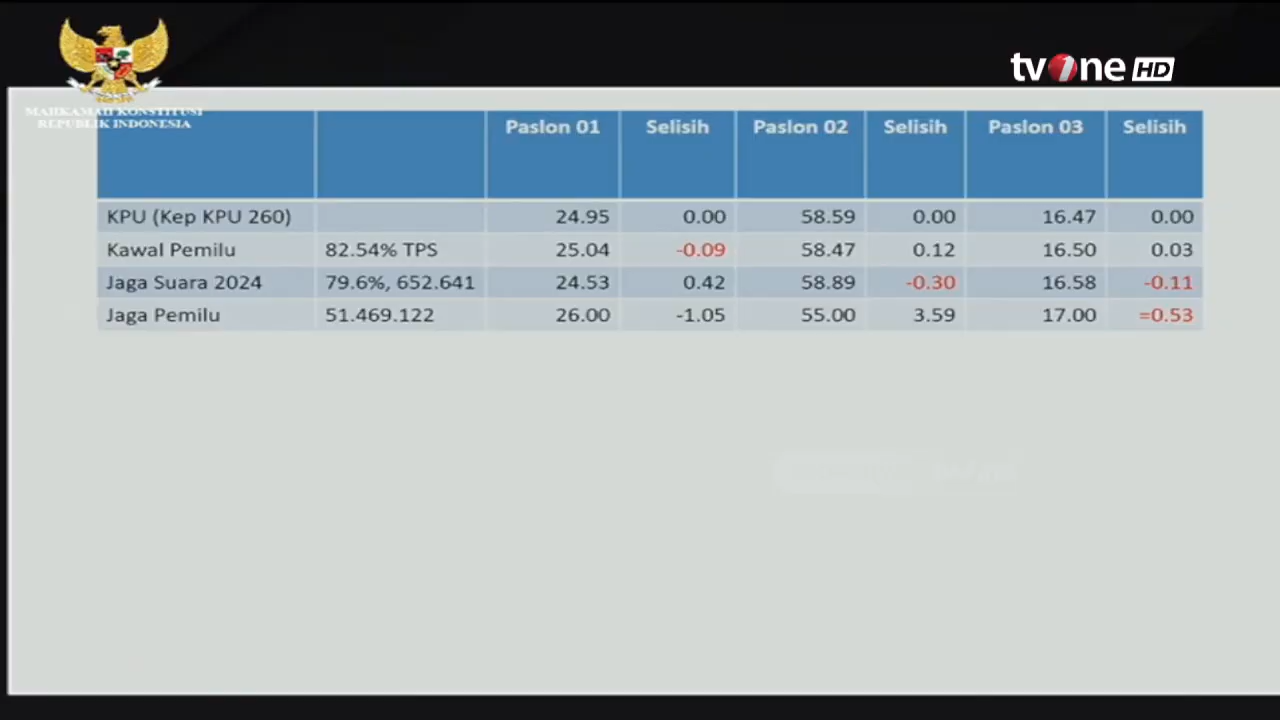 tvOne HD
MAHKAMAH KONSTITUSI
REPUBLIK INDONESIA
Paslon 01 Selisih Paslon 02 Selisih Paslon 03 Selisih
KPU (Kep KPU 260) 24.95 0.00 58.59 0.00 16.47 0.00
Kawal Pemilu 82.54% TPS 25.04 -0.09 58.47 0.12 16.50 0.03
Jaga Suara 2024 79.6%, 652.641 24.53 0.42 58.89 -0.30 16.58 -0.11
Jaga Pemilu 51.469.122 26.00 -1.05 55.00 3.59 17.00 =0.53